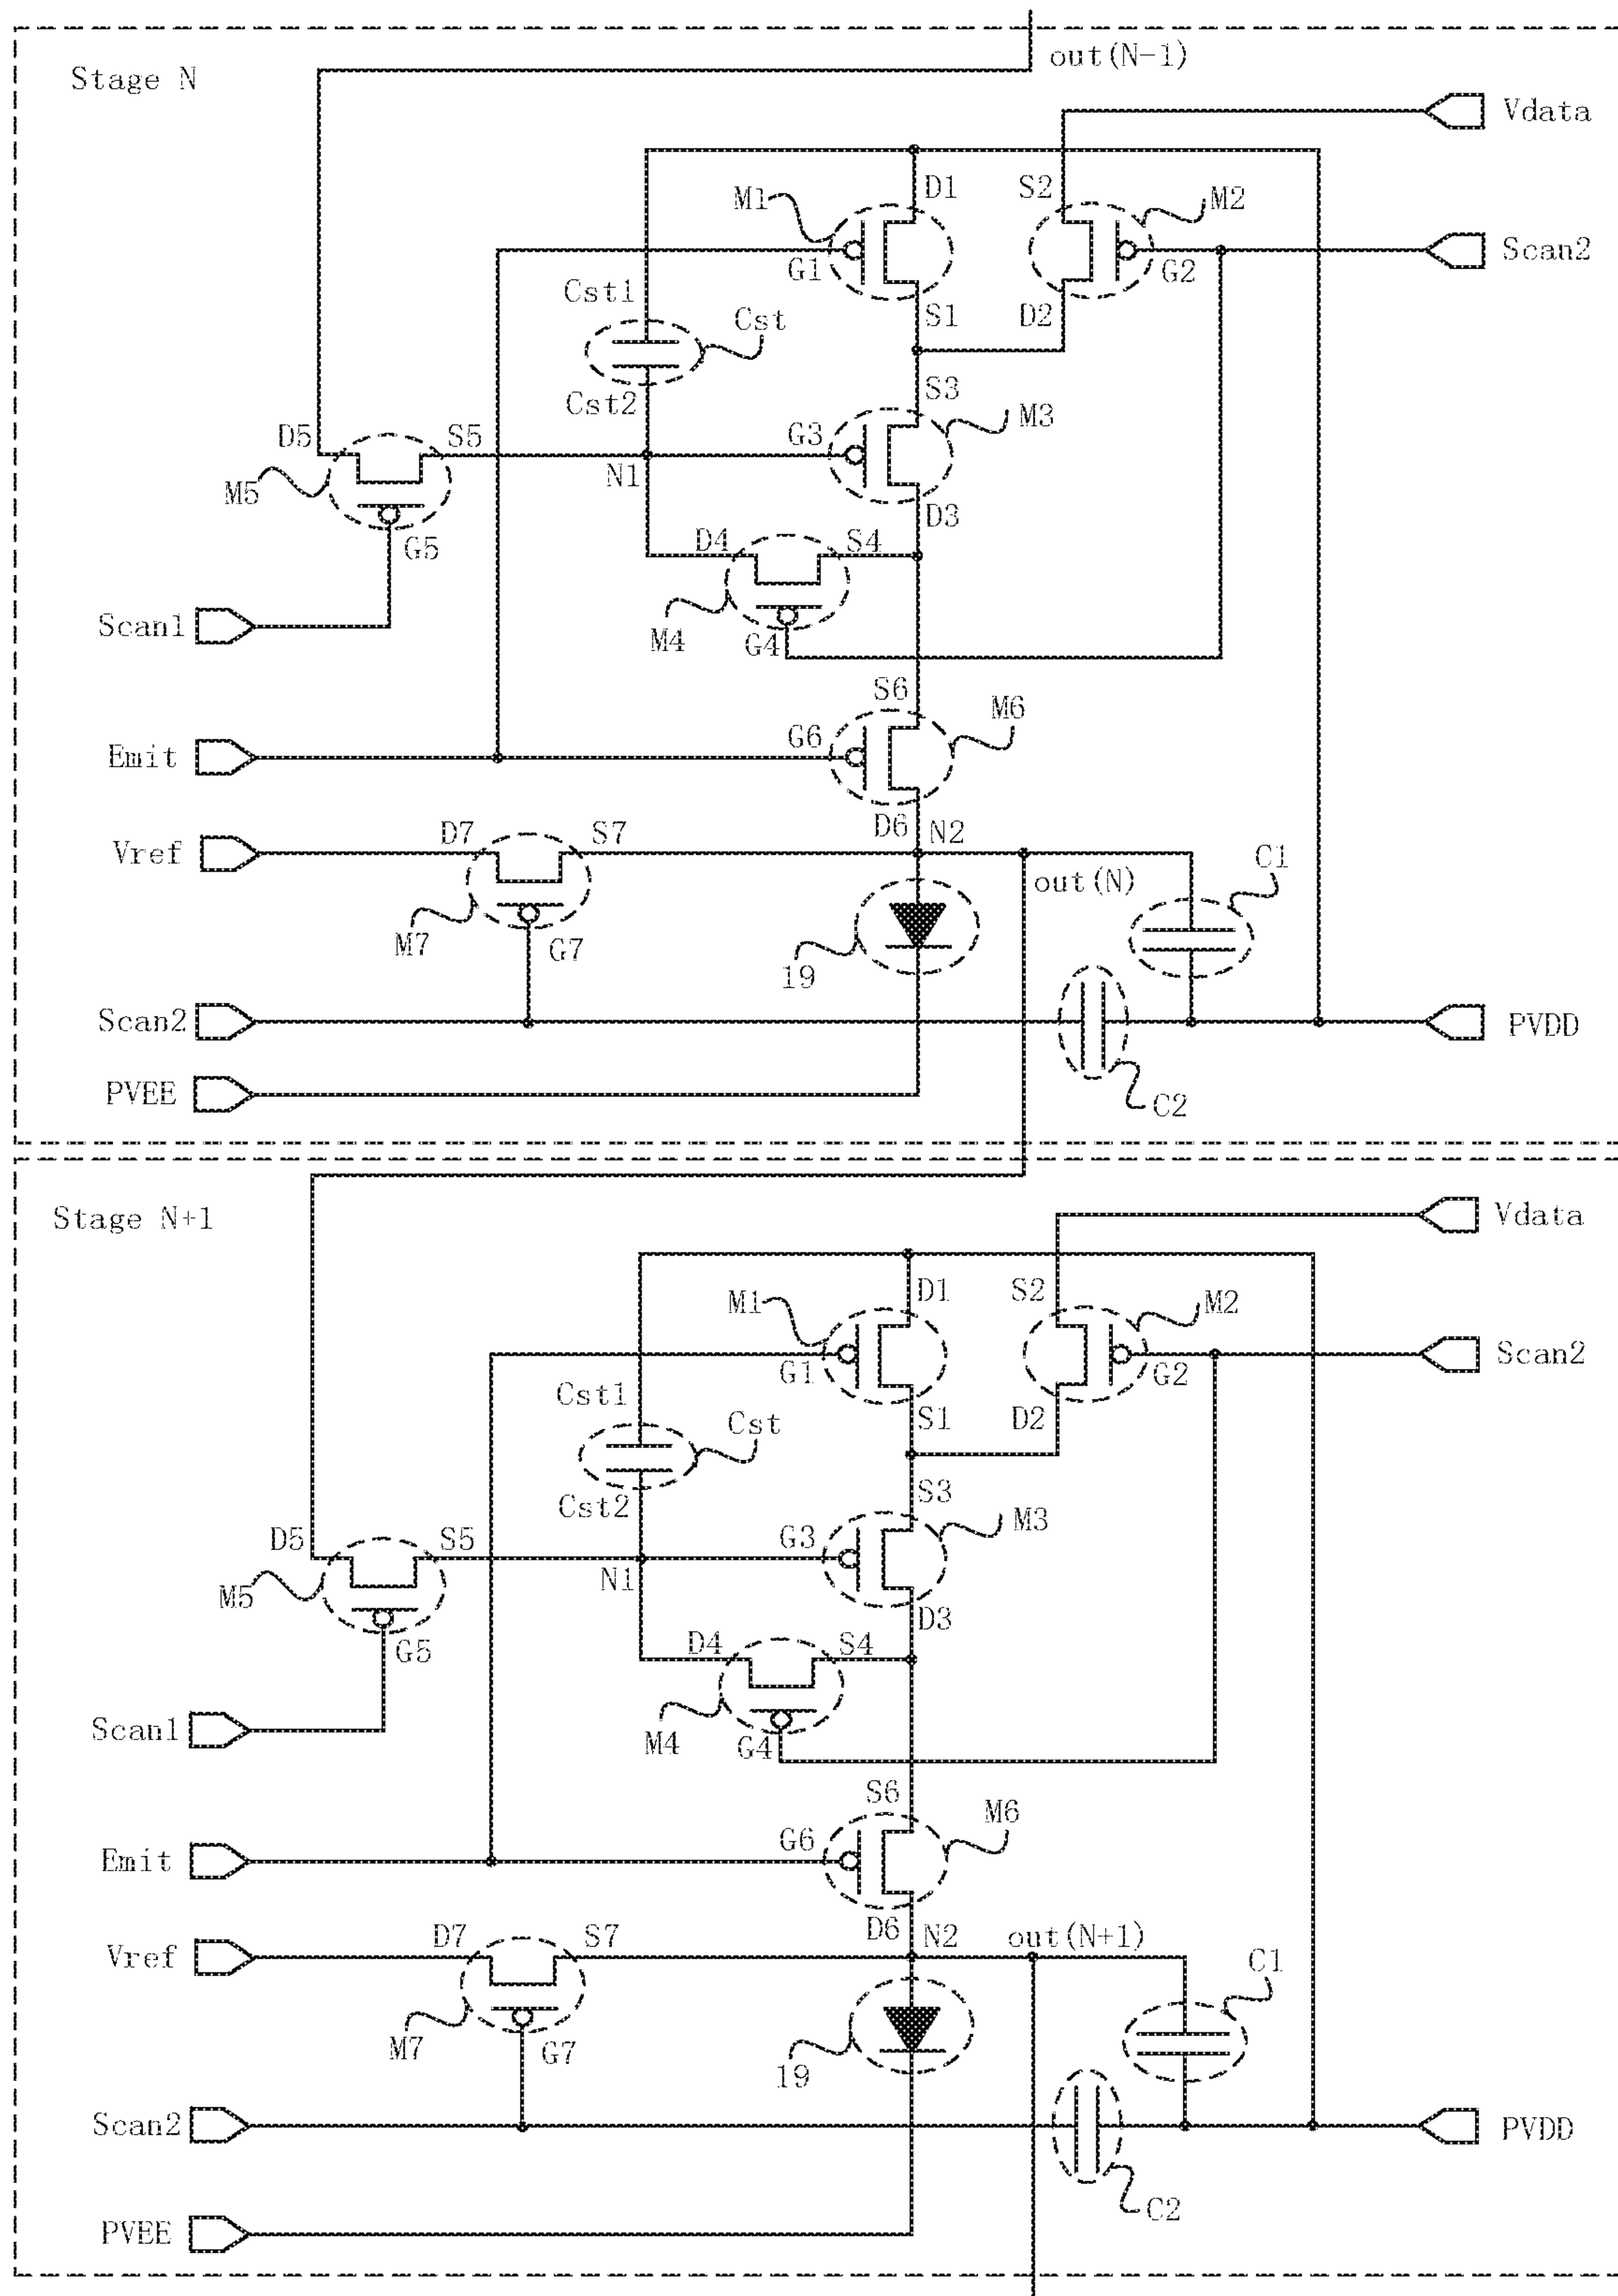 out(N-1)
Stage N
Vdata
D1
S2
M1
M2
G1
G2
Scan2
Cst1
S1
D2
Cst
Cst2
S3
M3
D5
S5
G3
N1
M5
D3
G5
D4
S4
Scan1
M4
G4
S6
M6
G6
Emit
D6
N2
D7
S7
Vref
out(N)
C1
M7
G7
19
Scan2
PVDD
PVEE
C2
Stage N+1
Vdata
D1
S2
M1
M2
G1
G2
Scan2
Cst1
S1
D2
Cst
Cst2
S3
M3
D5
S5
G3
N1
M5
D3
G5
D4
S4
Scan1
M4
G4
S6
M6
G6
Emit
D6
N2
out(N+1)
D7
S7
Vref
C1
M7
G7
19
Scan2
PVDD
C2
PVEE